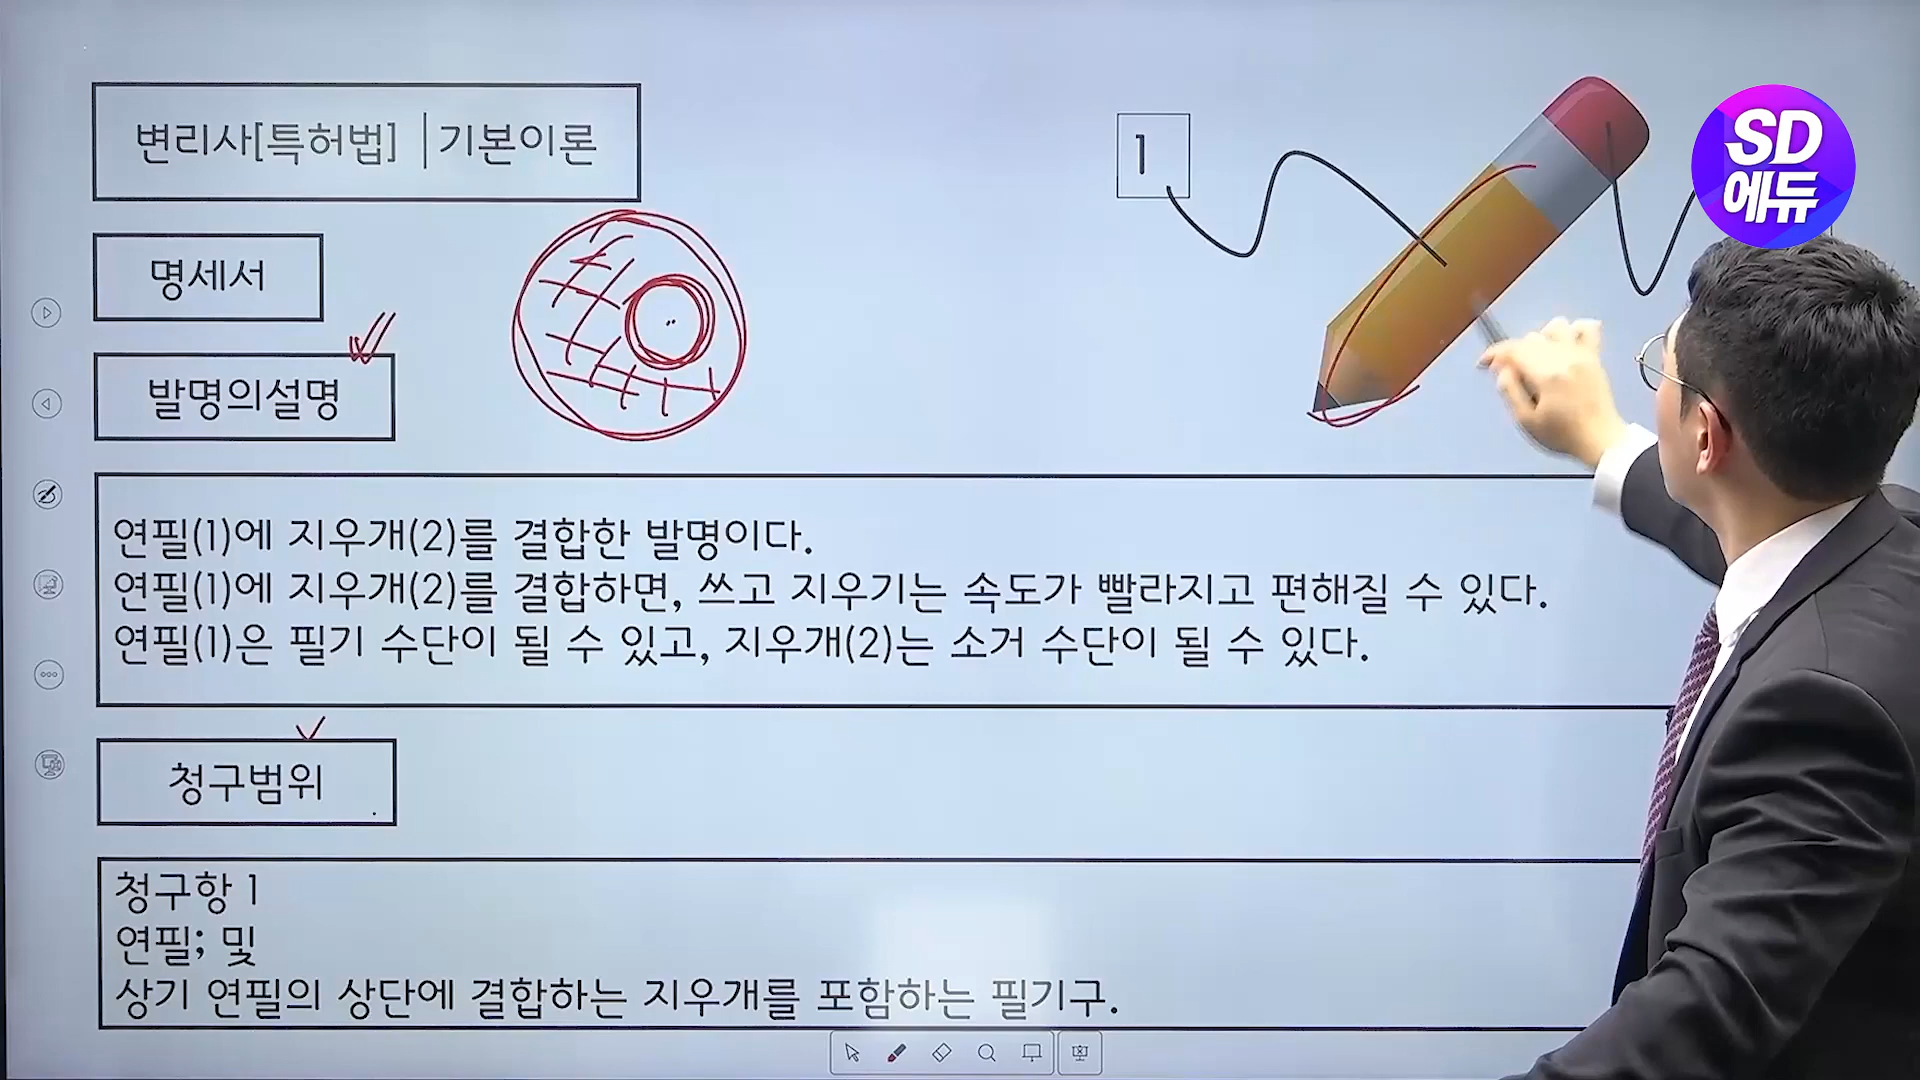 변리사[특허법] | 기본이론
1
SD
에듀
명세서
발명의설명
연필(1)에 지우개(2)를 결합한 발명이다.
연필(1)에 지우개(2)를 결합하면, 쓰고 지우기는 속도가 빨라지고 편해질 수 있다.
연필(1)은 필기 수단이 될 수 있고, 지우개(2)는 소거 수단이 될 수 있다.
청구범위
청구항 1
연필; 및
상기 연필의 상단에 결합하는 지우개를 포함하는 필기구.